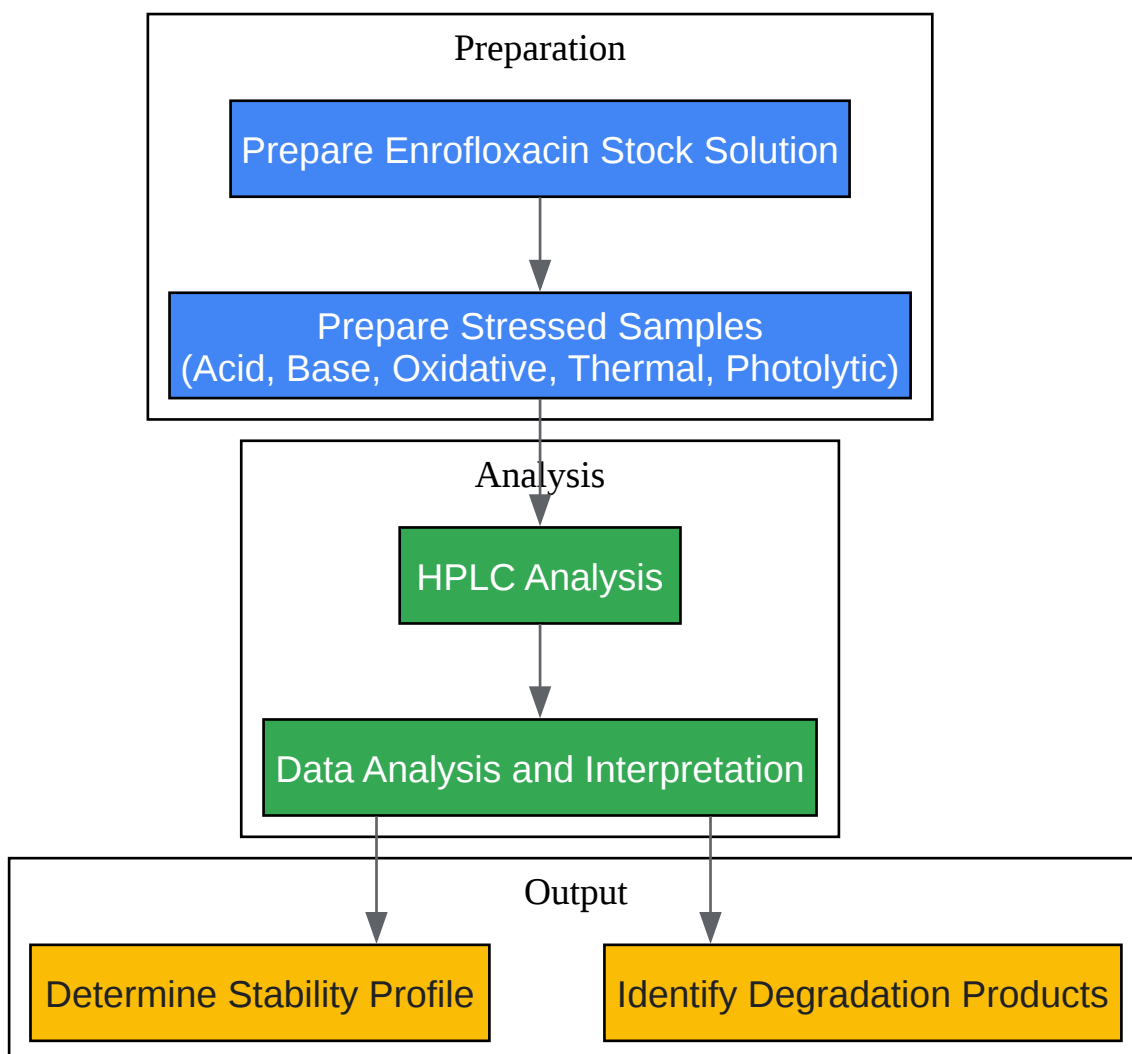 Preparation
Prepare Enrofloxacin Stock Solution
Prepare Stressed Samples
(Acid, Base, Oxidative, Thermal, Photolytic)
Analysis
HPLC Analysis
Data Analysis and Interpretation
Output
Determine Stability Profile
Identify Degradation Products